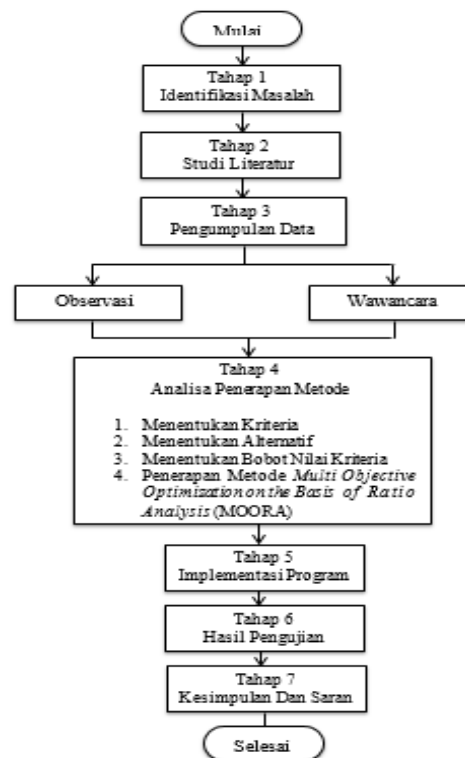 Mulai
Tahap 1
Identifikasi Masalah
Tahap 2
Studi Literatur
Tahap 3
Pengumpulan Data
Observasi
Wawancara
Tahap 4
Analisa Penerapan Metode
1. Menentukan Kriteria
2. Menentukan Alternatif
3. Menentukan Bobot Nilai Kriteria
4. Penerapan Metode Multi Objective
Optimization on the Basis of Ratio
Analysis (MOORA)
Tahap 5
Implementasi Program
Tahap 6
Hasil Pengujian
Tahap 7
Kesimpulan Dan Saran
Selesai